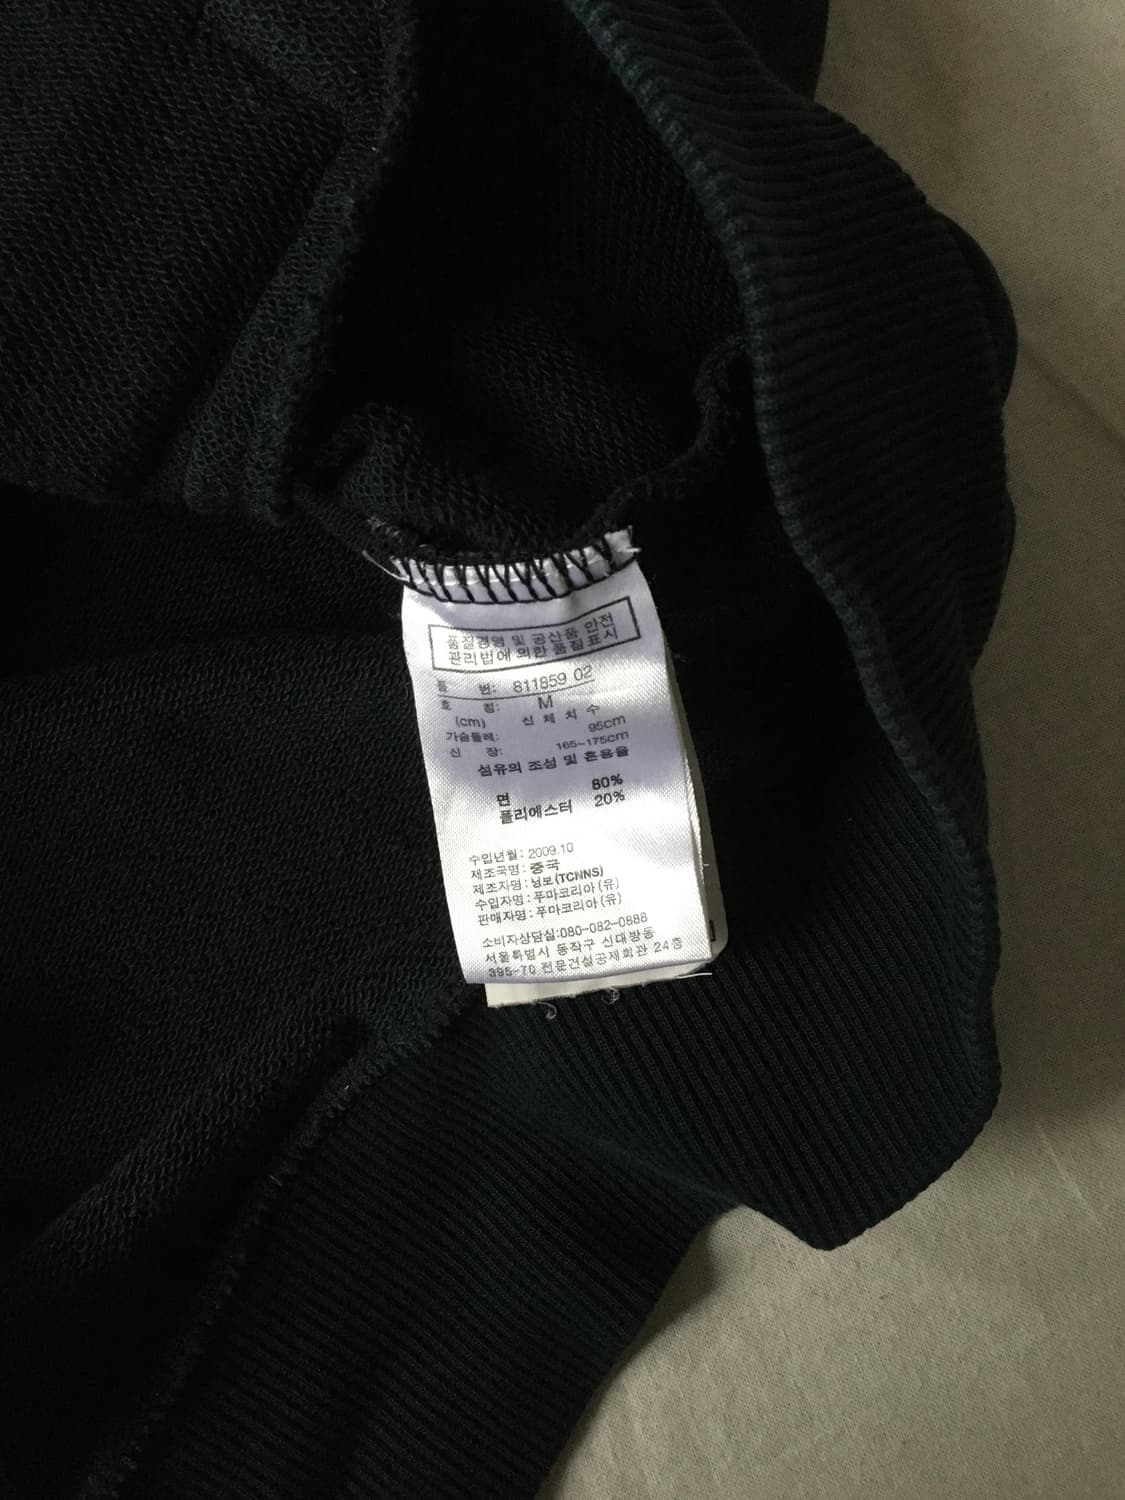 품질경영 및 공산품 안전
관리법에 의한 품질표시
품 번: 811859 02
호 칭: M
(cm) 신 체 치 수
가슴둘레: 95cm
신 장: 165-175cm
섬유의 조성 및 혼용율
면 80%
폴리에스터 20%
수입년월: 2009.10
제조국명: 중국
제조자명: 닝보(TCNNS)
수입자명: 푸마코리아(유)
판매자명: 푸마코리아(유)
소비자상담실:080-082-0888
서울특별시 동작구 신대방동
395-70 전문건설공제회관 24층